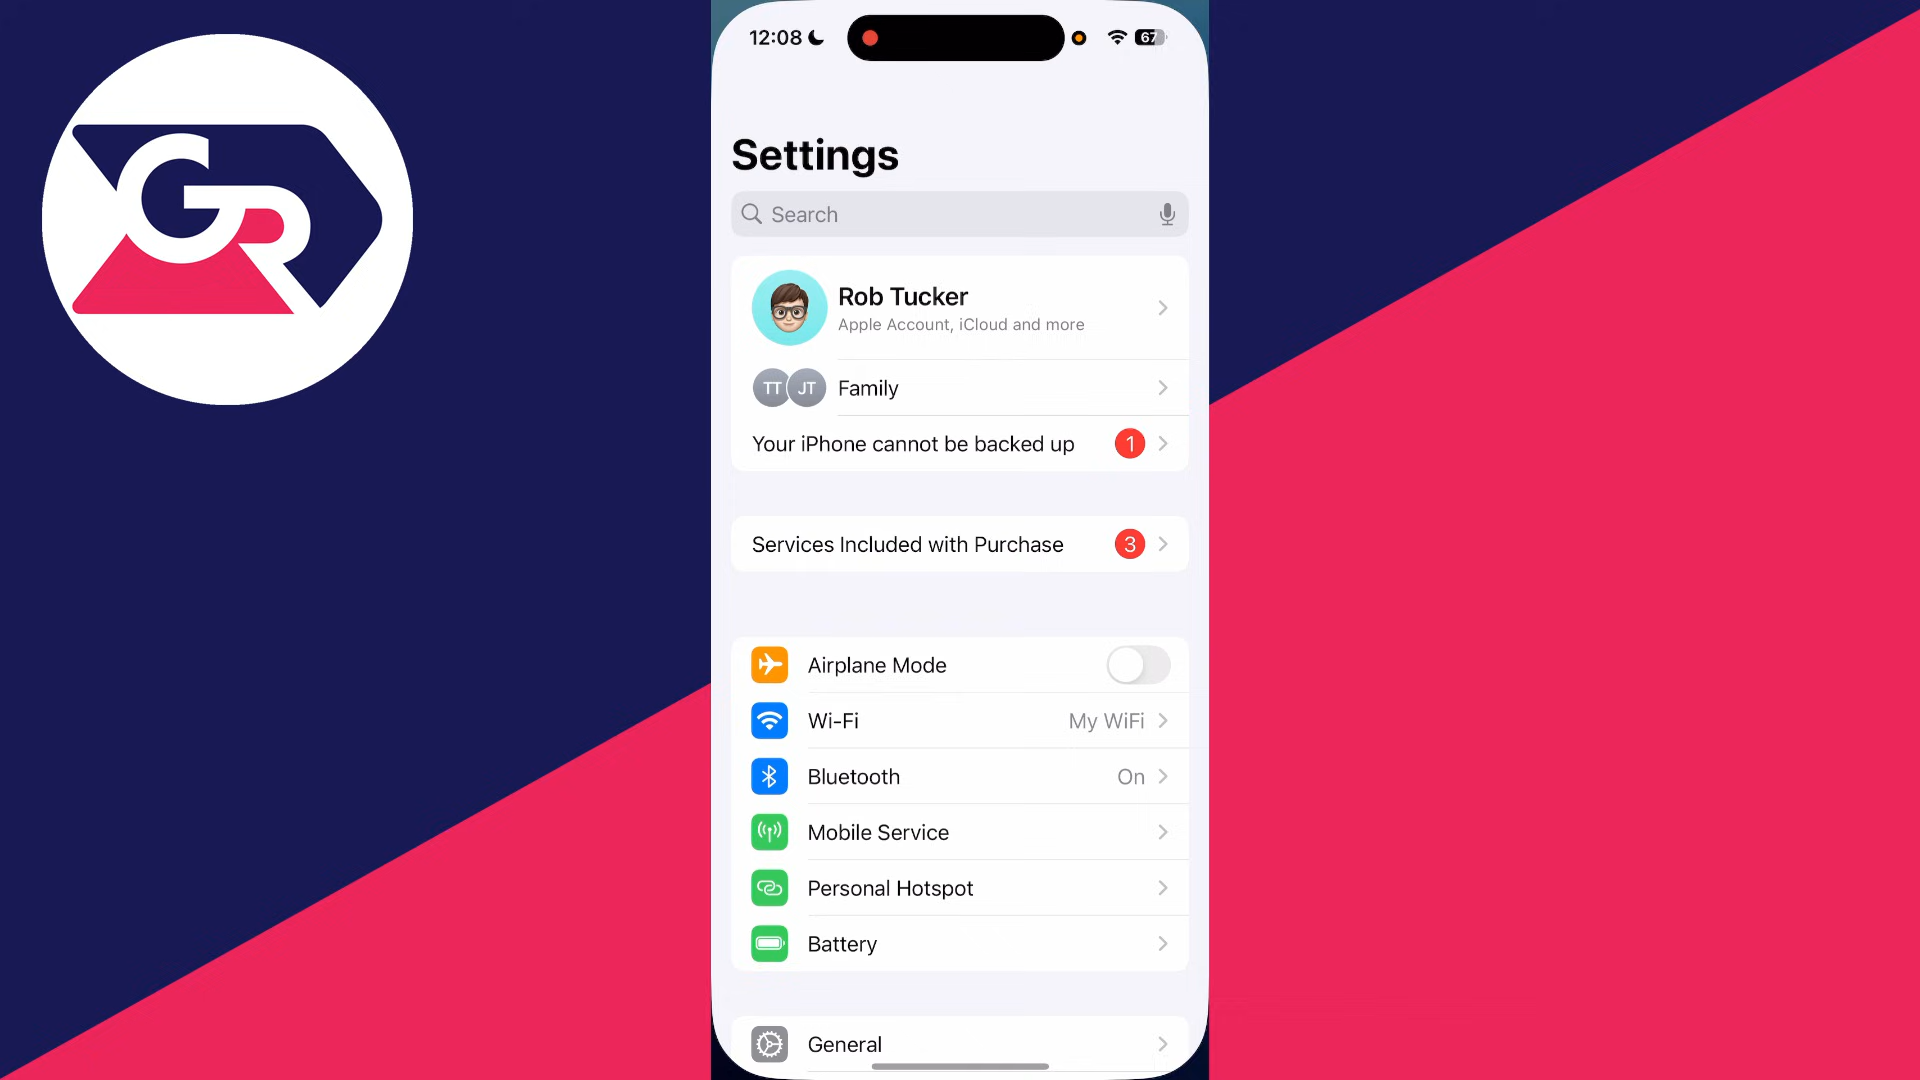 GR
12:08
67
Settings
Search
Rob Tucker
Apple Account, iCloud and more
TT JT Family
Your iPhone cannot be backed up 1
Services Included with Purchase 3
Airplane Mode
Wi-Fi My WiFi
Bluetooth On
Mobile Service
Personal Hotspot
Battery
General